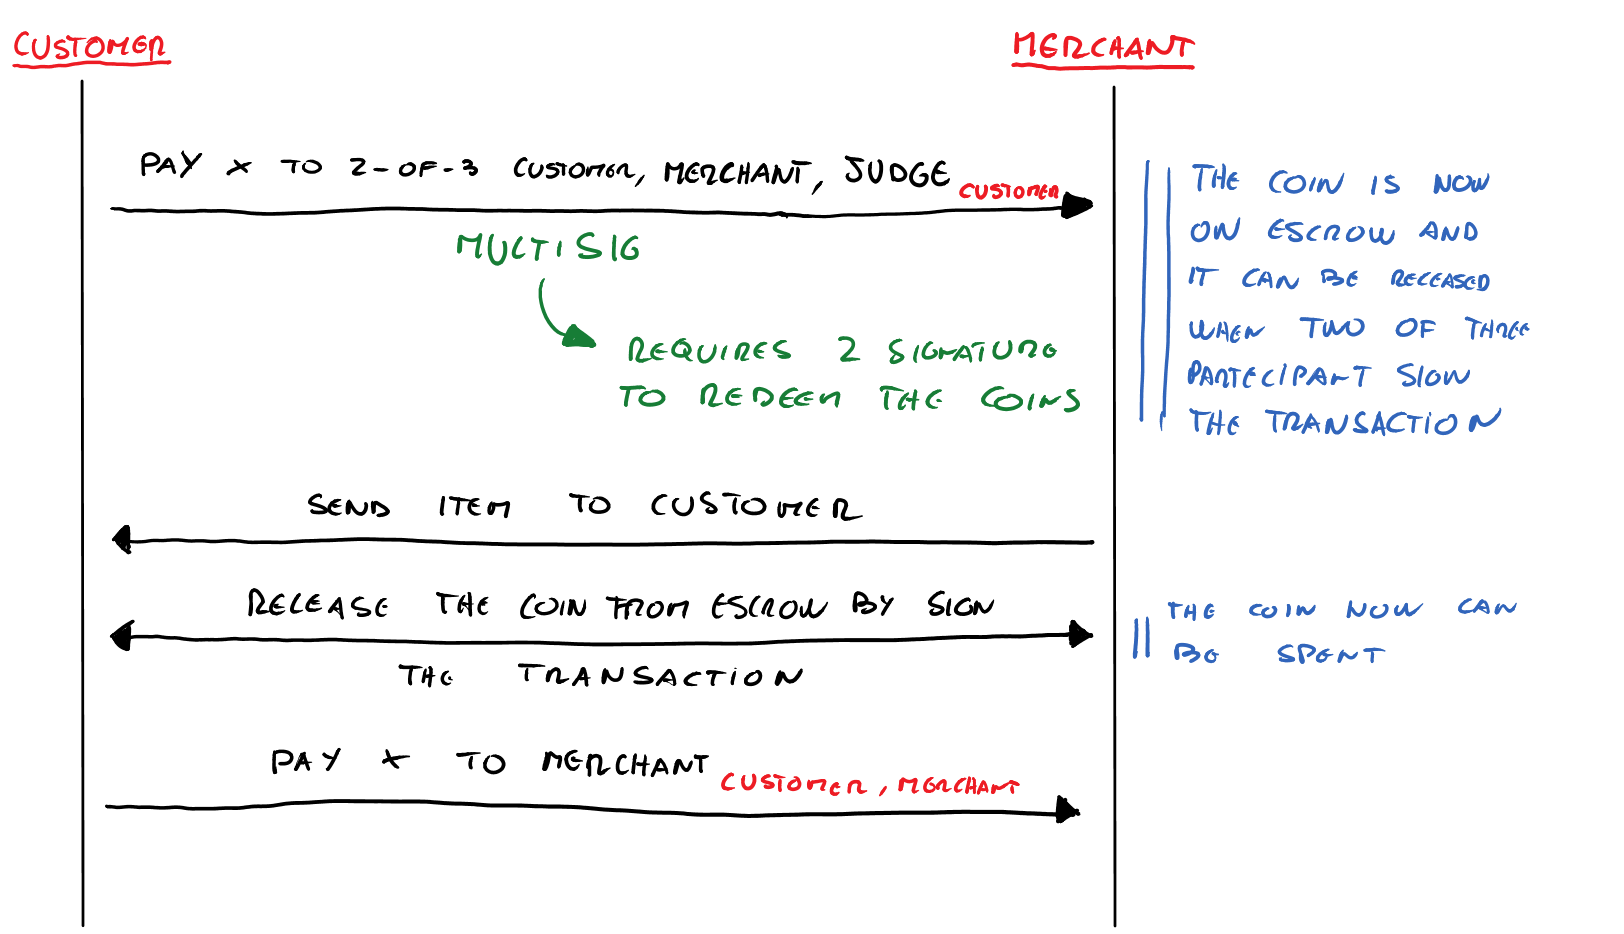 CUSTOMER
MERCHANT
PAY X TO 2-OF-3 CUSTOMER, MERCHANT, JUDGE CUSTOMER
MULTISIG
REQUIRES 2 SIGNATURE
TO REDEEM THE COINS
THE COIN IS NOW
ON ESCROW AND
IT CAN BE RELEASED
WHEN TWO OF THREE
PARTECIPANT SIGN
THE TRANSACTION
SEND ITEM TO CUSTOMER
RELEASE THE COIN FROM ESCROW BY SIGN
THE TRANSACTION
THE COIN NOW CAN
BE SPENT
PAY X TO MERCHANT CUSTOMER, MERCHANT